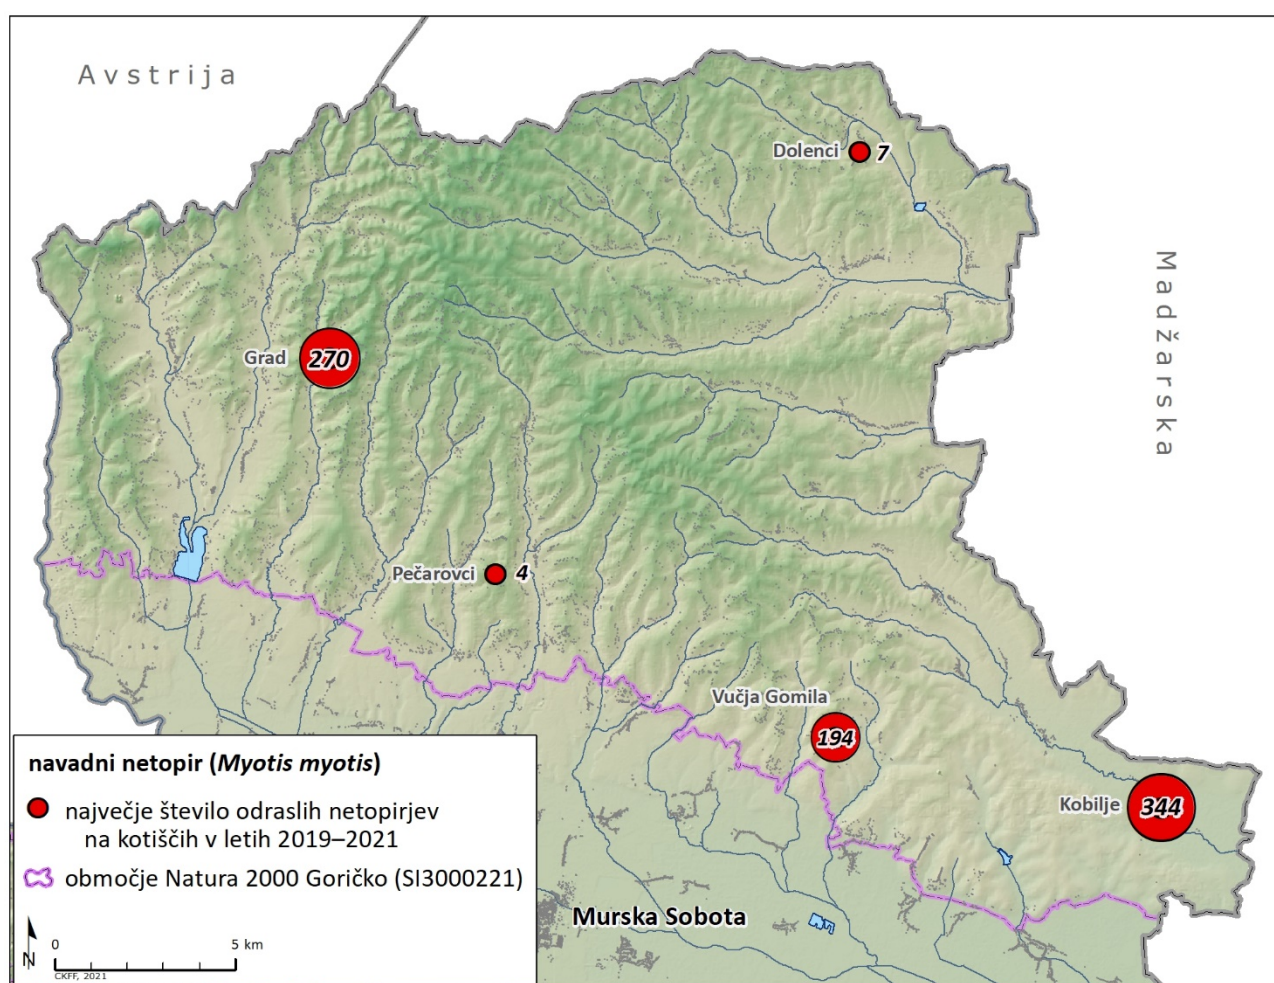 Avstrija
Dolenci
7
Madžarska
Grad
270
Pečarovci
4
Vučja Gomila
194
Kobilje
344
navadni netopir (Myotis myotis)
največje število odraslih netopirjev
na kotiščih v letih 2019–2021
območje Natura 2000 Goričko (SI3000221)
Murska Sobota
N
0 5 km
CKFF, 2021